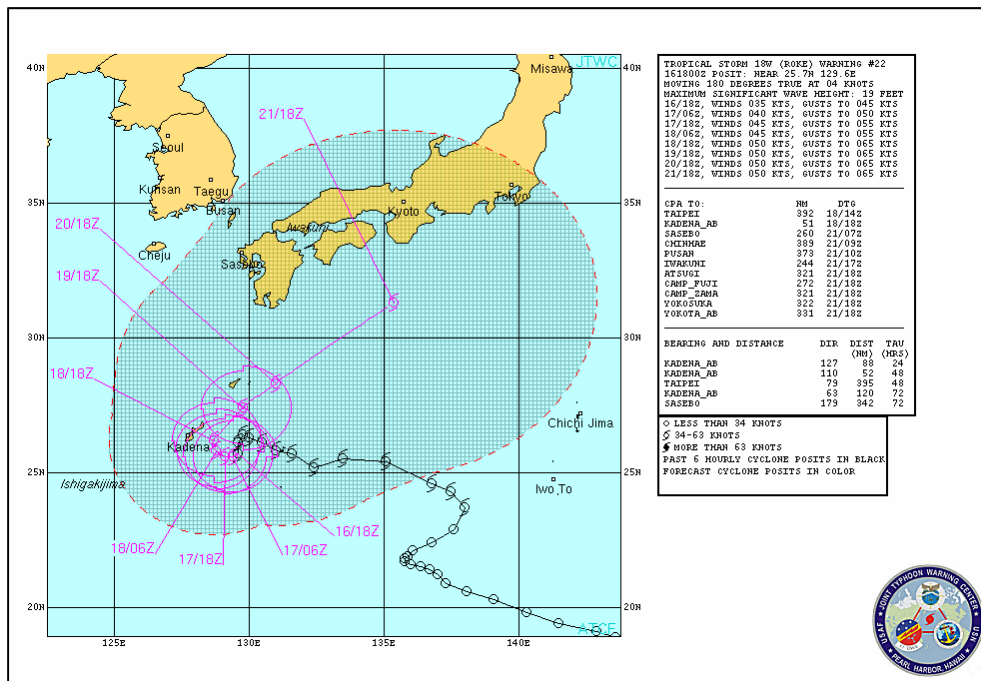 40N
35N
30N
25N
20N
125E
130E
135E
140E
JTWC
ATCF
Misawa
Seoul
Kunsan
Taegu
Busan
Cheju
Iwakuni
Sasebo
Kyoto
Tokyo
Kadena
Ishigakijima
Chichi Jima
Iwo To
21/18Z
20/18Z
19/18Z
18/18Z
18/06Z
17/18Z
17/06Z
16/18Z
TROPICAL STORM 18W (ROKE) WARNING #22
161800Z POSIT: NEAR 25.7N 129.6E
MOVING 180 DEGREES TRUE AT 04 KNOTS
MAXIMUM SIGNIFICANT WAVE HEIGHT: 19 FEET
16/18Z, WINDS 035 KTS, GUSTS TO 045 KTS
17/06Z, WINDS 040 KTS, GUSTS TO 050 KTS
17/18Z, WINDS 045 KTS, GUSTS TO 055 KTS
18/06Z, WINDS 045 KTS, GUSTS TO 055 KTS
18/18Z, WINDS 050 KTS, GUSTS TO 065 KTS
19/18Z, WINDS 050 KTS, GUSTS TO 065 KTS
20/18Z, WINDS 050 KTS, GUSTS TO 065 KTS
21/18Z, WINDS 050 KTS, GUSTS TO 065 KTS
CPA TO: NM DTG
TAIPEI 392 18/14Z
KADENA_AB 51 18/18Z
SASEBO 260 21/07Z
CHINHAE 389 21/09Z
PUSAN 373 21/10Z
IWAKUNI 244 21/17Z
ATSUGI 321 21/18Z
CAMP_FUJI 272 21/18Z
CAMP_ZAMA 321 21/18Z
YOKOSUKA 322 21/18Z
YOKOTA_AB 331 21/18Z
BEARING AND DISTANCE DIR DIST TAU
(NM) (HRS)
KADENA_AB 127 88 24
KADENA_AB 110 52 48
TAIPEI 79 395 48
KADENA_AB 63 120 72
SASEBO 179 342 72
LESS THAN 34 KNOTS
34-63 KNOTS
MORE THAN 63 KNOTS
PAST 6 HOURLY CYCLONE POSITS IN BLACK
FORECAST CYCLONE POSITS IN COLOR
JOINT TYPHOON WARNING CENTER
USAF
USN
PEARL HARBOR, HAWAII